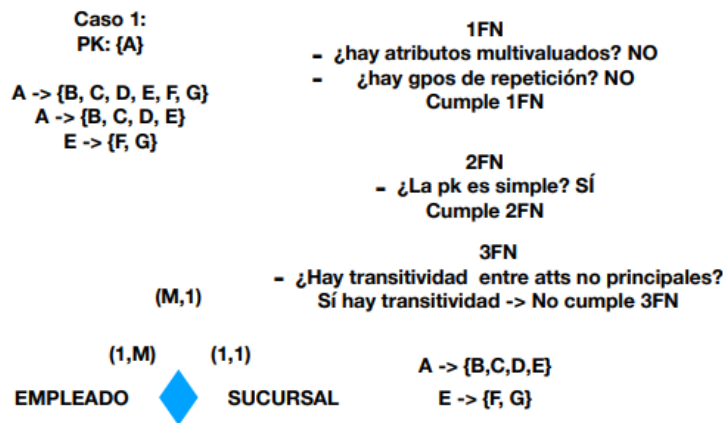 Caso 1:
PK: {A}
A -> {B, C, D, E, F, G}
A -> {B, C, D, E}
E -> {F, G}
1FN
- ¿hay atributos multivaluados? NO
- ¿hay gpos de repetición? NO
Cumple 1FN
2FN
- ¿La pk es simple? SÍ
Cumple 2FN
3FN
- ¿Hay transitividad entre atts no principales?
Sí hay transitividad -> No cumple 3FN
(M,1)
(1,M) (1,1)
EMPLEADO SUCURSAL
A -> {B,C,D,E}
E -> {F, G}